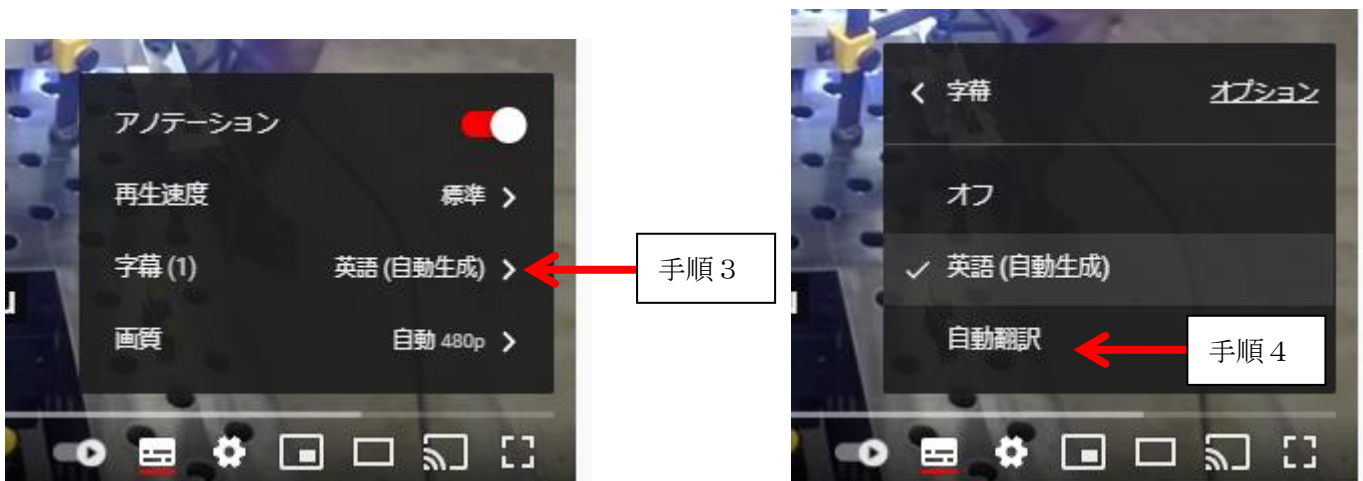 アノテーション
再生速度 標準
字幕 (1) 英語 (自動生成)
画質 自動 480p
手順３
字幕 オプション
オフ
英語 (自動生成)
自動翻訳
手順４